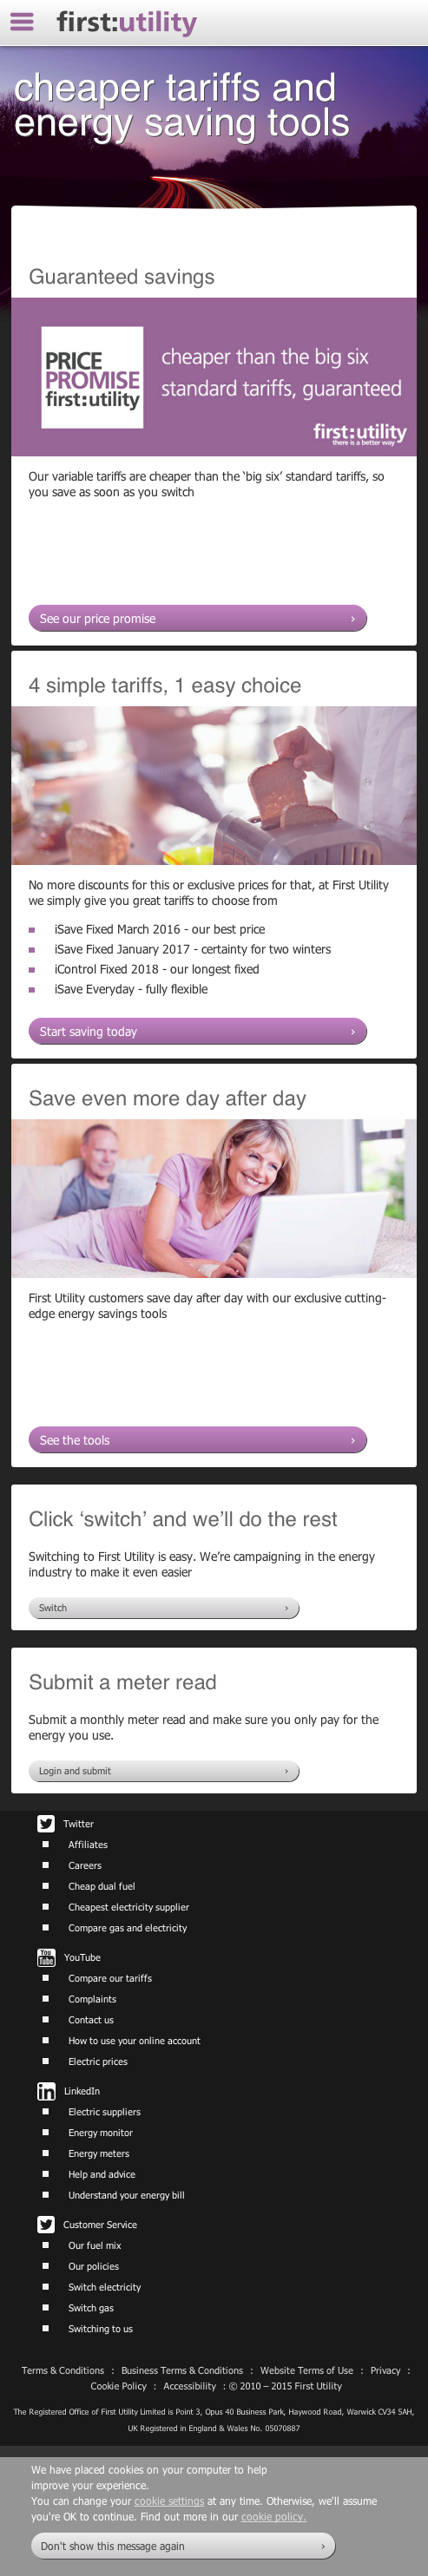 first:utility
cheaper tariffs and
energy saving tools
Guaranteed savings
PRICE
PROMISE
first:utility
cheaper than the big six
standard tariffs, guaranteed
first:utility
there is a better way
Our variable tariffs are cheaper than the ‘big six’ standard tariffs, so
you save as soon as you switch
See our price promise ›
4 simple tariffs, 1 easy choice
No more discounts for this or exclusive prices for that, at First Utility
we simply give you great tariffs to choose from
iSave Fixed March 2016 - our best price
iSave Fixed January 2017 - certainty for two winters
iControl Fixed 2018 - our longest fixed
iSave Everyday - fully flexible
Start saving today ›
Save even more day after day
First Utility customers save day after day with our exclusive cutting-
edge energy savings tools
See the tools ›
Click ‘switch’ and we’ll do the rest
Switching to First Utility is easy. We’re campaigning in the energy
industry to make it even easier
Switch ›
Submit a meter read
Submit a monthly meter read and make sure you only pay for the
energy you use.
Login and submit ›
Twitter
Affiliates
Careers
Cheap dual fuel
Cheapest electricity supplier
Compare gas and electricity
You Tube YouTube
Compare our tariffs
Complaints
Contact us
How to use your online account
Electric prices
in LinkedIn
Electric suppliers
Energy monitor
Energy meters
Help and advice
Understand your energy bill
Customer Service
Our fuel mix
Our policies
Switch electricity
Switch gas
Switching to us
Terms & Conditions : Business Terms & Conditions : Website Terms of Use : Privacy :
Cookie Policy : Accessibility : © 2010 – 2015 First Utility
The Registered Office of First Utility Limited is Point 3, Opus 40 Business Park, Haywood Road, Warwick CV34 5AH,
UK Registered in England & Wales No. 05070887
We have placed cookies on your computer to help
improve your experience.
You can change your cookie settings at any time. Otherwise, we'll assume
you're OK to continue. Find out more in our cookie policy.
Don't show this message again ›